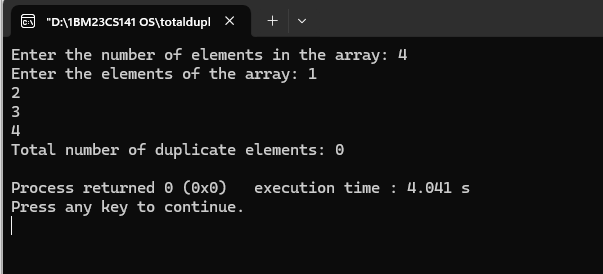 "D:\1BM23CS141 OS\totaldupl
Enter the number of elements in the array: 4
Enter the elements of the array: 1
2
3
4
Total number of duplicate elements: 0
Process returned 0 (0x0)   execution time : 4.041 s
Press any key to continue.